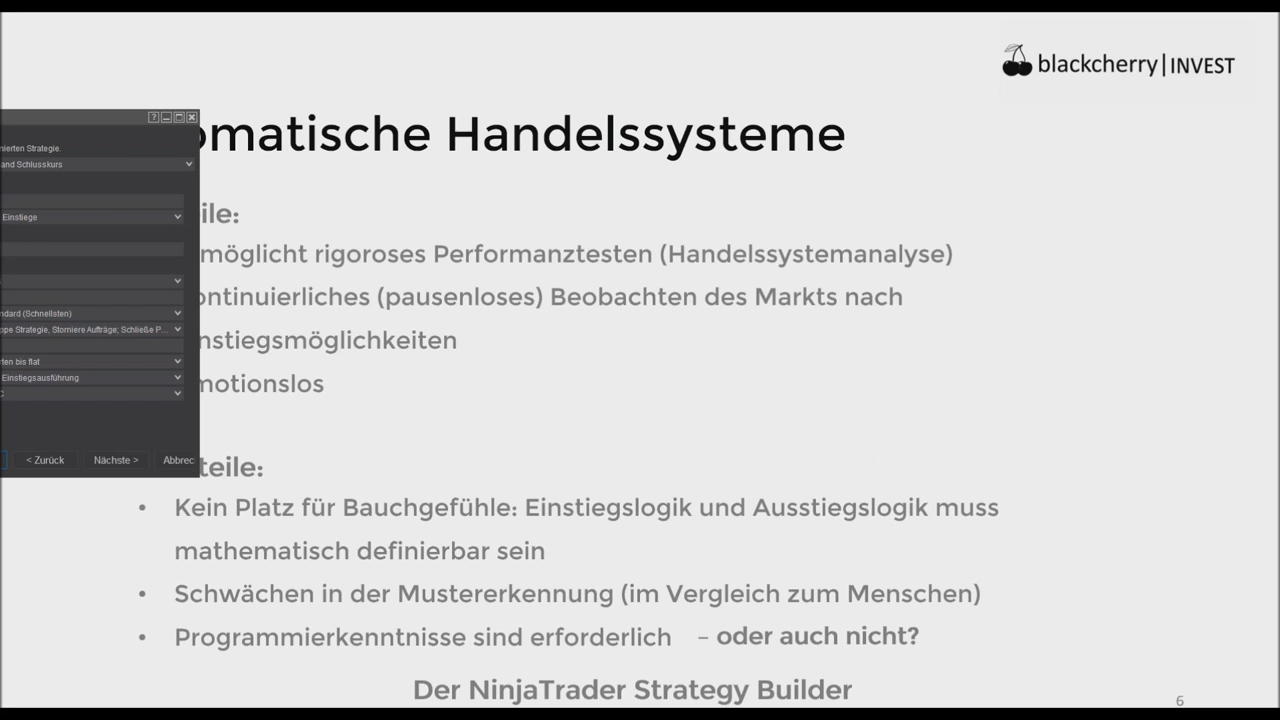 blackcherry|INVEST
omatische Handelssysteme
nierten Strategie.
and Schlusskurs
ile:
Einstiege
möglicht rigoroses Performanztesten (Handelssystemanalyse)
ontinuierliches (pausenloses) Beobachten des Markts nach
ndard (Schnellsten)
ppe Strategie, Storniere Aufträge; Schließe P...
nstiegsmöglichkeiten
ten bis flat
Einstiegsausführung
motionslos
< Zurück Nächste > Abbrec
teile:
• Kein Platz für Bauchgefühle: Einstiegslogik und Ausstiegslogik muss
mathematisch definierbar sein
• Schwächen in der Mustererkennung (im Vergleich zum Menschen)
• Programmierkenntnisse sind erforderlich – oder auch nicht?
Der NinjaTrader Strategy Builder
6